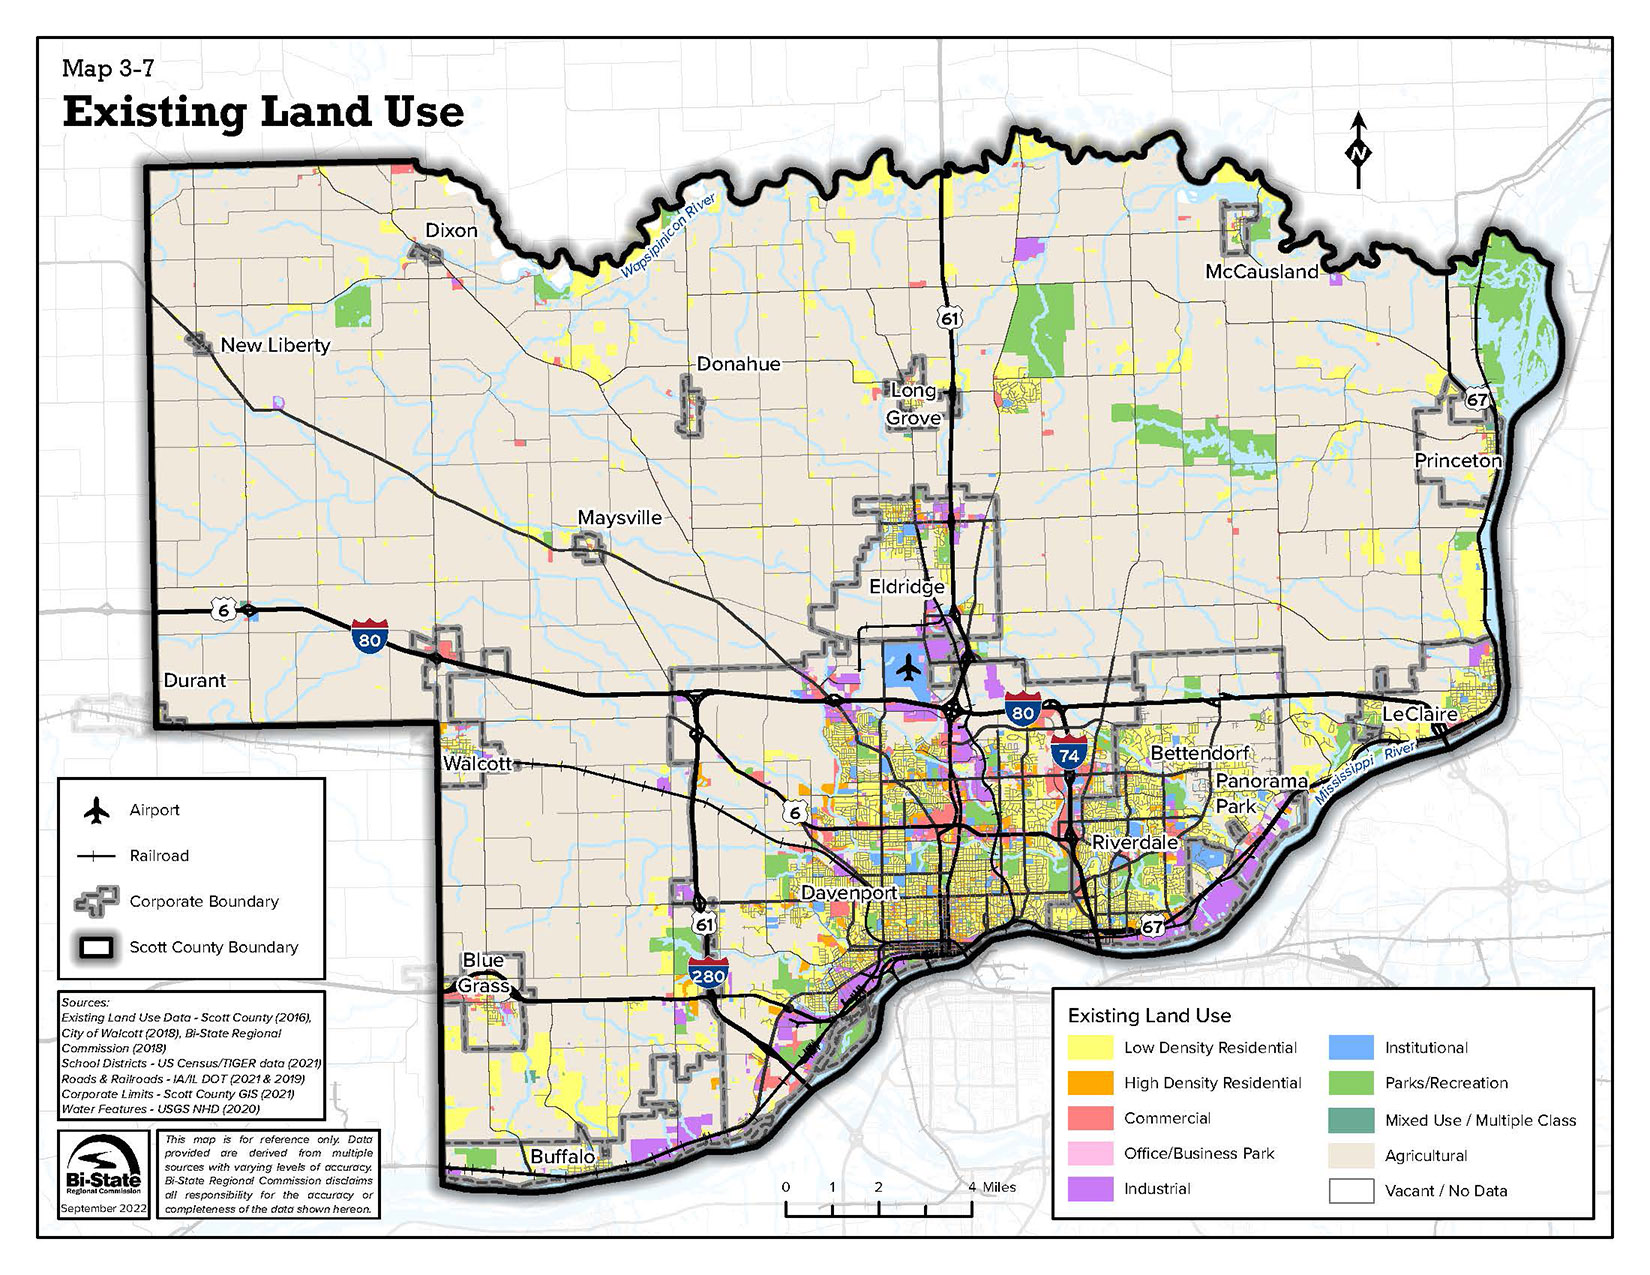 Map 3-7
Existing Land Use
N
Dixon
Wapsipinicon River
McCausland
61
New Liberty
Donahue
Long
Grove
67
Princeton
Maysville
Eldridge
6
80
Durant
80
LeClaire
74
Bettendorf
Mississippi River
Walcott
Panorama
Park
6
Riverdale
Davenport
61
67
Blue
Grass
280
Buffalo
Airport
Railroad
Corporate Boundary
Scott County Boundary
Sources:
Existing Land Use Data - Scott County (2016),
City of Walcott (2018), Bi-State Regional
Commission (2018)
School Districts - US Census/TIGER data (2021)
Roads & Railroads - IA/IL DOT (2021 & 2019)
Corporate Limits - Scott County GIS (2021)
Water Features - USGS NHD (2020)
Bi-State
Regional Commission
September 2022
This map is for reference only. Data
provided are derived from multiple
sources with varying levels of accuracy.
Bi-State Regional Commission disclaims
all responsibility for the accuracy or
completeness of the data shown hereon.
0 1 2 4 Miles
Existing Land Use
Low Density Residential
High Density Residential
Commercial
Office/Business Park
Industrial
Institutional
Parks/Recreation
Mixed Use / Multiple Class
Agricultural
Vacant / No Data